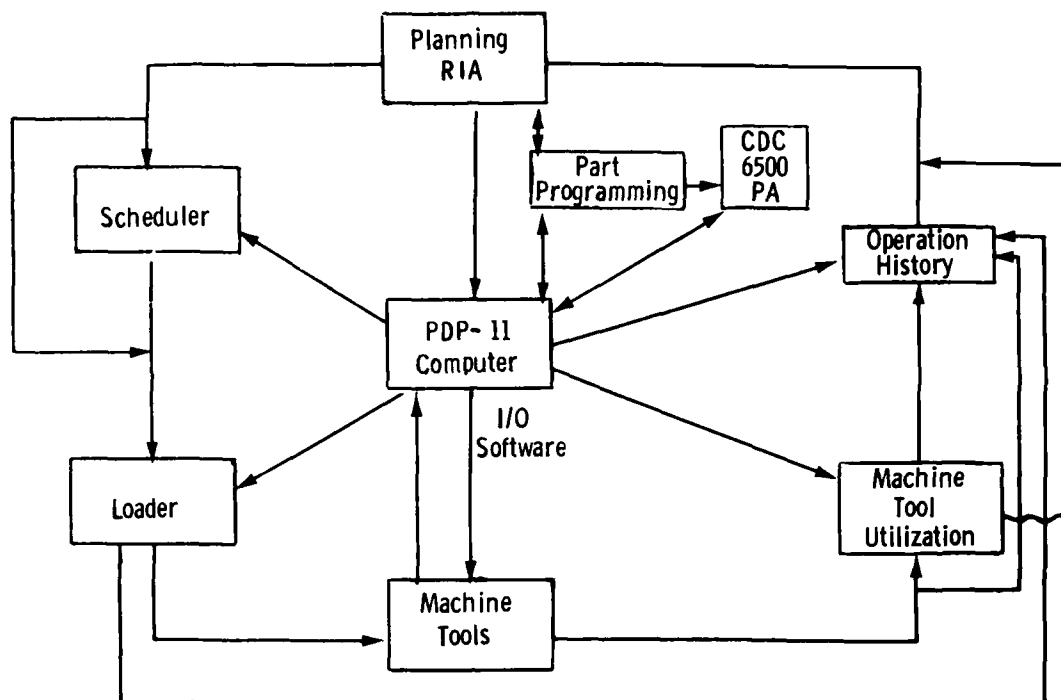 Planning
RIA
CDC
6500
PA
Part
Programming
Scheduler
Operation
History
PDP- 11
Computer
I/O
Software
Loader
Machine
Tool
Utilization
Machine
Tools